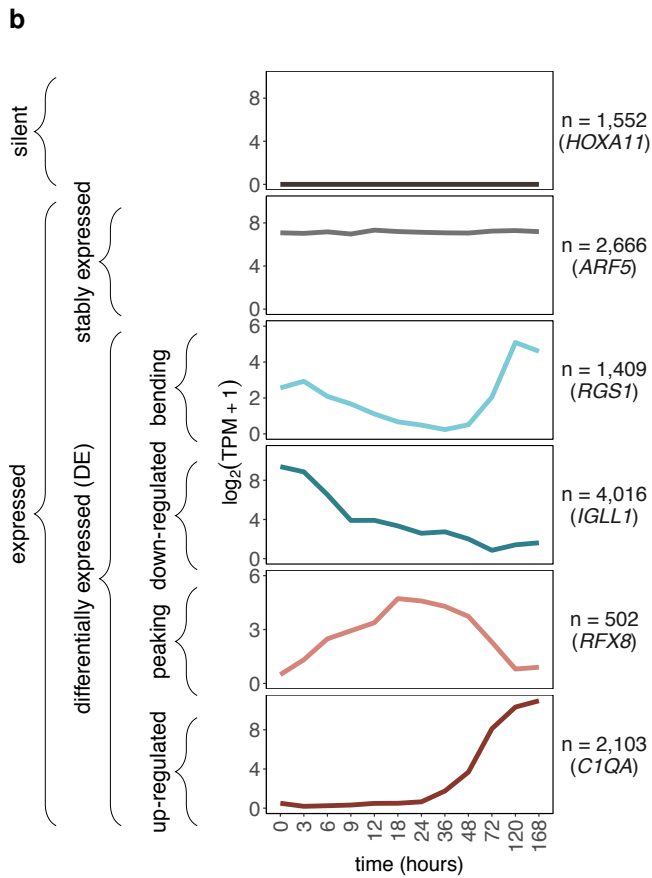 b
silent
8
4
0
n = 1,552
(HOXA11)
expressed
stably expressed
8
4
0
n = 2,666
(ARF5)
differentially expressed (DE)
bending
6
4
2
0
n = 1,409
(RGS1)
log2(TPM + 1)
down-regulated
8
4
0
n = 4,016
(IGLL1)
peaking
6
3
0
n = 502
(RFX8)
up-regulated
8
4
0
n = 2,103
(C1QA)
0 3 6 9 12 18 24 36 48 72 120 168
time (hours)